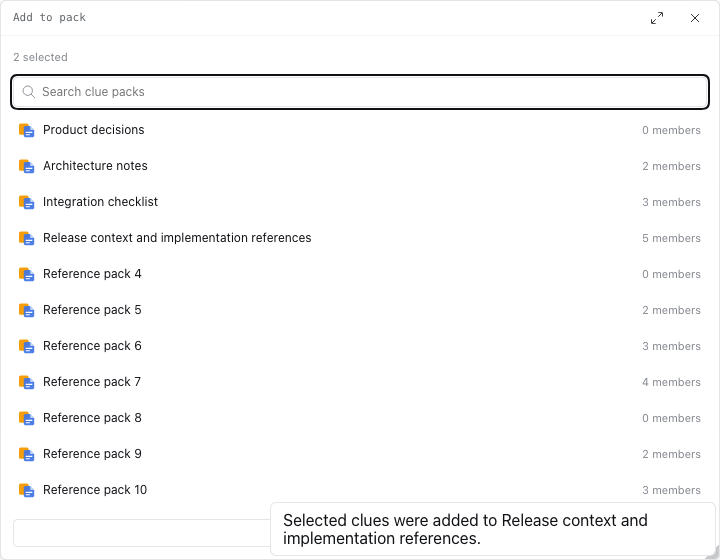 Add to pack
2 selected
Search clue packs
Product decisions 0 members
Architecture notes 2 members
Integration checklist 3 members
Release context and implementation references 5 members
Reference pack 4 0 members
Reference pack 5 2 members
Reference pack 6 3 members
Reference pack 7 4 members
Reference pack 8 0 members
Reference pack 9 2 members
Reference pack 10 3 members
Selected clues were added to Release context and
implementation references.